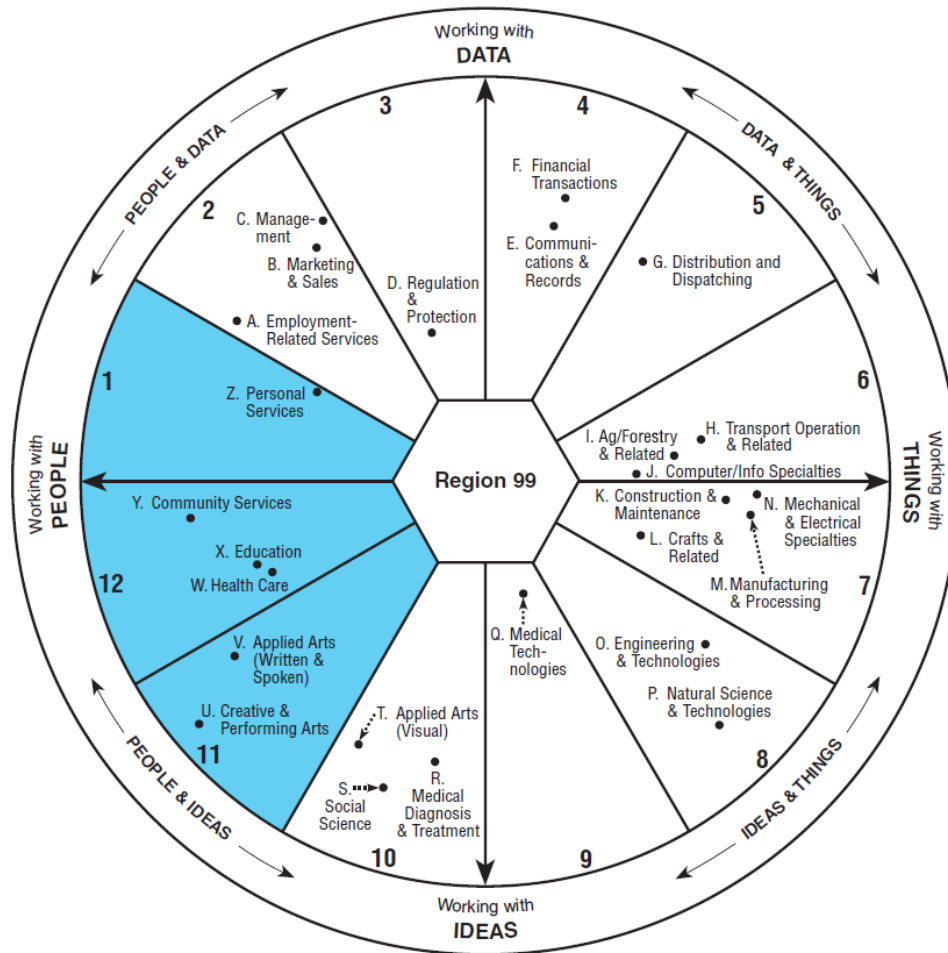 Working with
DATA
PEOPLE & DATA
DATA & THINGS
3
4
2
5
F. Financial
Transactions
C. Manage-
ment
E. Communi-
cations &
Records
B. Marketing
& Sales
G. Distribution and
Dispatching
D. Regulation
&
Protection
A. Employment-
Related Services
1
6
Z. Personal
Services
H. Transport Operation
& Related
I. Ag/Forestry
& Related
J. Computer/Info Specialties
Region 99
Working with
PEOPLE
Working with
THINGS
Y. Community Services
K. Construction &
Maintenance
N. Mechanical
& Electrical
Specialties
L. Crafts &
Related
X. Education
W. Health Care
12
M. Manufacturing
& Processing
7
Q. Medical
Tech-
nologies
O. Engineering
& Technologies
V. Applied Arts
(Written &
Spoken)
P. Natural Science
& Technologies
U. Creative &
Performing Arts
T. Applied Arts
(Visual)
11
8
S.
Social
Science
R.
Medical
Diagnosis
& Treatment
10
9
PEOPLE & IDEAS
IDEAS & THINGS
Working with
IDEAS